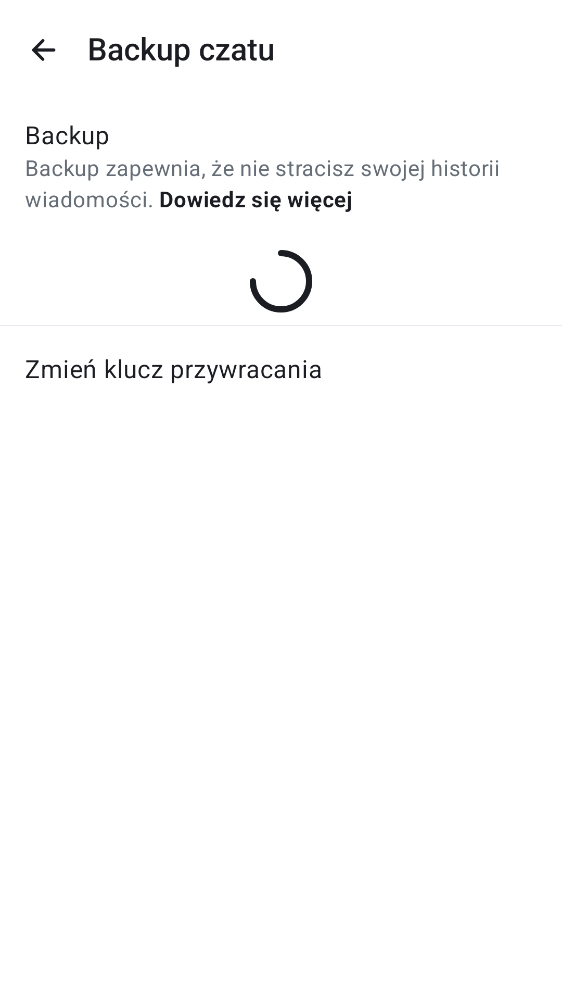 Backup czatu
Backup
Backup zapewnia, że nie stracisz swojej historii
wiadomości. Dowiedz się więcej
Zmień klucz przywracania